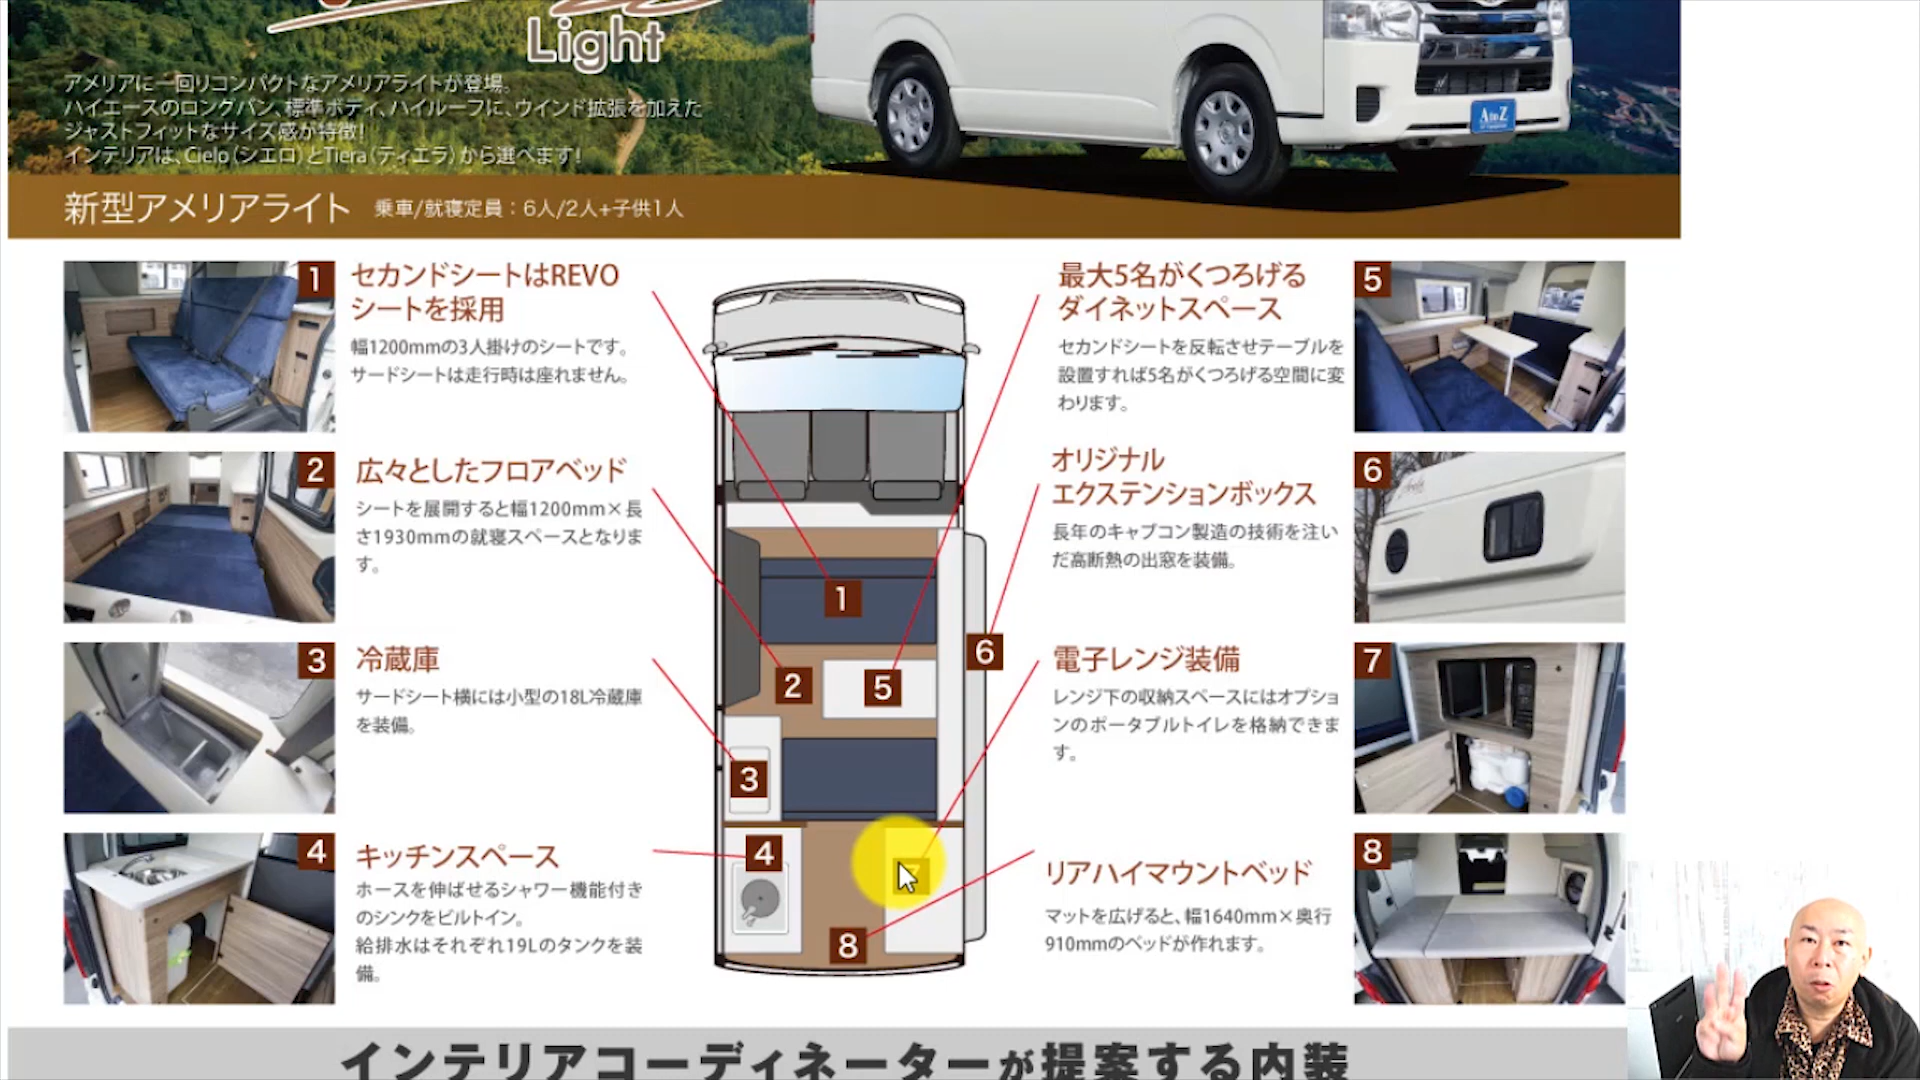 Light
アメリアに一回りコンパクトなアメリアライトが登場。
ハイエースのロングバン、標準ボディ、ハイルーフに、ウインド拡張を加えた
ジャストフィットなサイズ感が特徴!
インテリアは、Cielo（シエロ）とTiera（ティエラ）から選べます!
AtoZ
新型アメリアライト 乗車/就寝定員：6人/2人+子供1人
1
セカンドシートはREVO
シートを採用
幅1200mmの3人掛けのシートです。
サードシートは走行時は座れません。
2
広々としたフロアベッド
シートを展開すると幅1200mm×長
さ1930mmの就寝スペースとなりま
す。
3
冷蔵庫
サードシート横には小型の18L冷蔵庫
を装備。
4
キッチンスペース
ホースを伸ばせるシャワー機能付き
のシンクをビルトイン。
給排水はそれぞれ19Lのタンクを装
備。
1
2
5
6
3
4
8
最大5名がくつろげる
ダイネットスペース
セカンドシートを反転させテーブルを
設置すれば5名がくつろげる空間に変
わります。
5
オリジナル
エクステンションボックス
長年のキャブコン製造の技術を注い
だ高断熱の出窓を装備。
6
電子レンジ装備
レンジ下の収納スペースにはオプショ
ンのポータブルトイレを格納できま
す。
7
リアハイマウントベッド
マットを広げると、幅1640mm×奥行
910mmのベッドが作れます。
8
インテリアコーディネーターが提案する内装